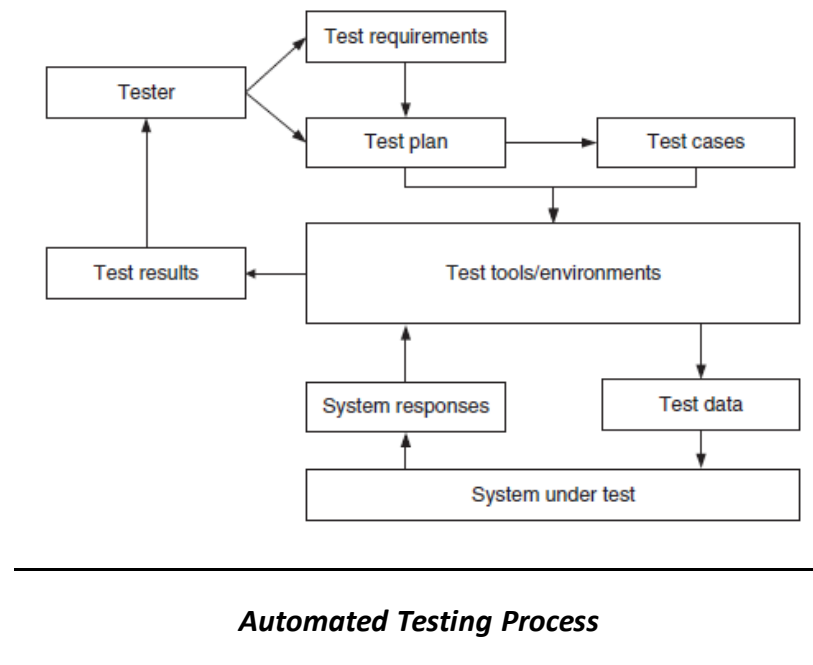 Test requirements
Tester
Test plan
Test cases
Test results
Test tools/environments
System responses
Test data
System under test
Automated Testing Process